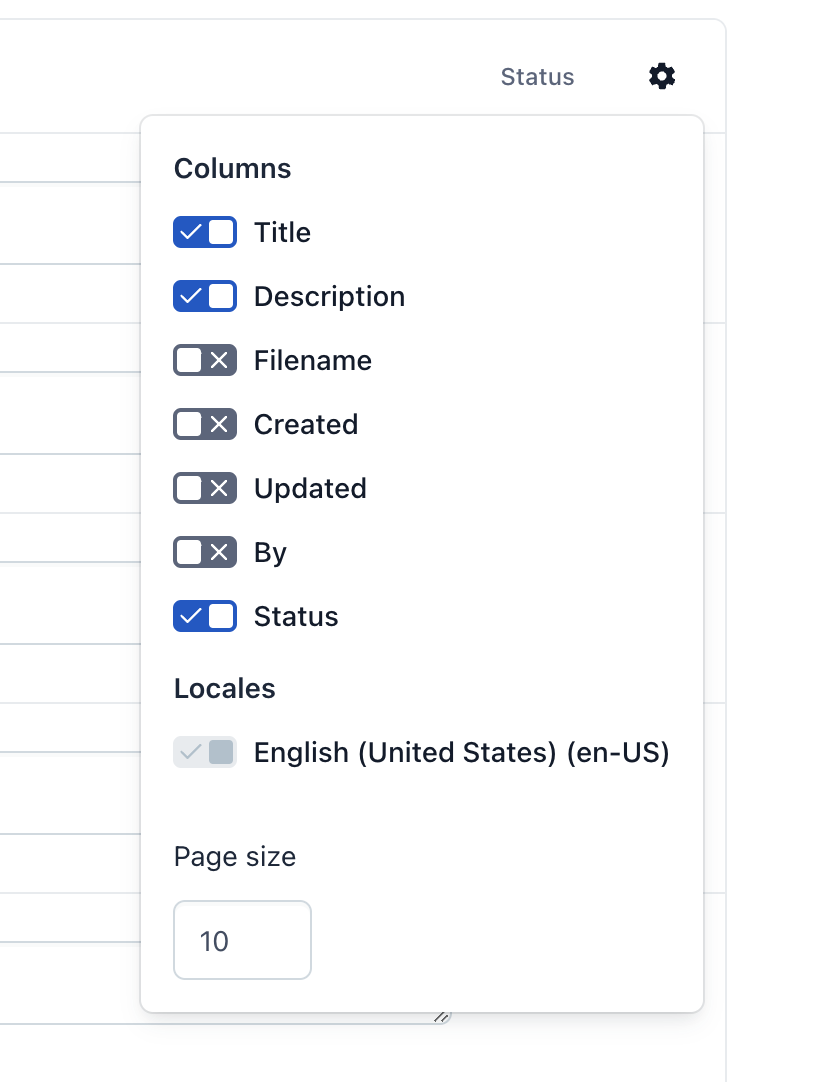 Status
Columns
Title
Description
Filename
Created
Updated
By
Status
Locales
English (United States) (en-US)
Page size
10